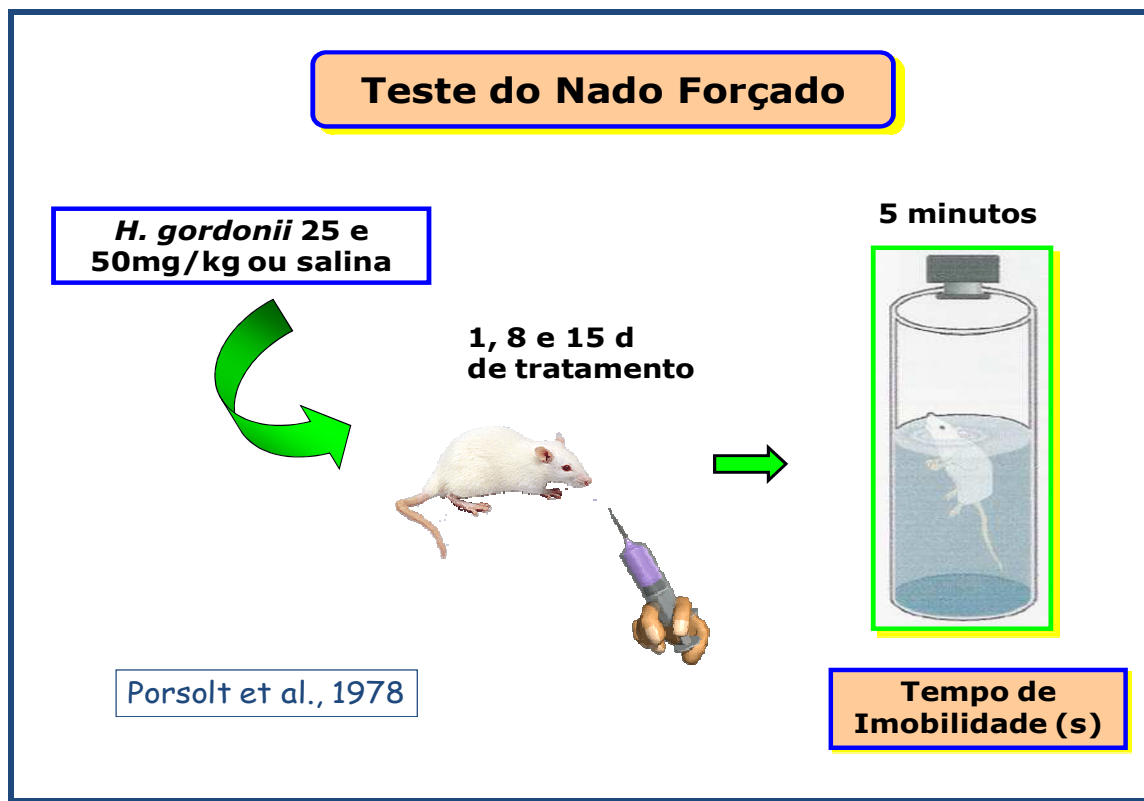 Teste do Nado Forçado
H. gordonii 25 e
50mg/kg ou salina
1, 8 e 15 d
de tratamento
5 minutos
Porsolt et al., 1978
Tempo de
Imobilidade (s)